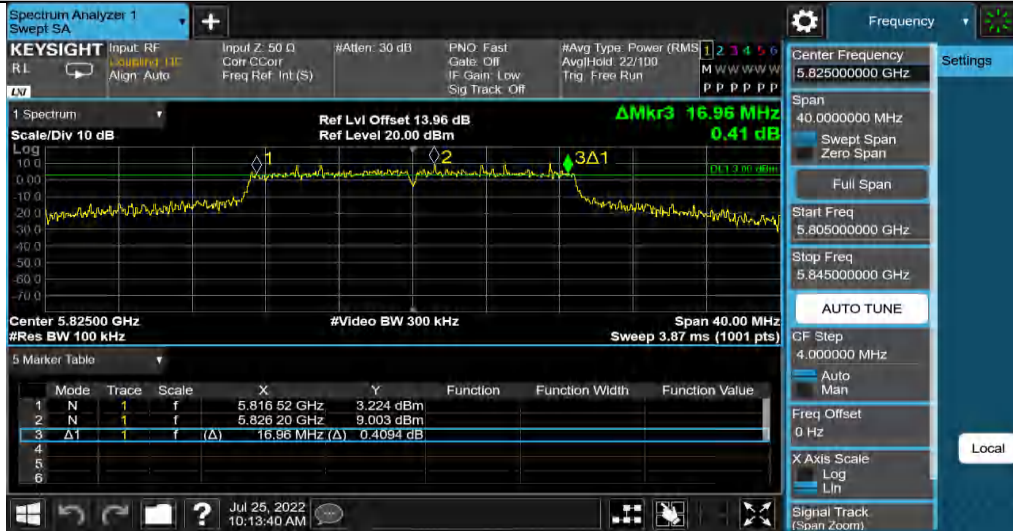 Spectrum Analyzer 1
Swept SA
+
Frequency
KEYSIGHT
RL
LXI
Input: RF
Coupling: DC
Align: Auto
Input Z: 50 Ω
Corr CCorr
Freq Ref: Int (S)
#Atten: 30 dB
PNO: Fast
Gate: Off
IF Gain: Low
Sig Track: Off
#Avg Type: Power (RMS
Avg|Hold: 22/100
Trig: Free Run
1 2 3 4 5 6
M W W W W W
P P P P P P
1 Spectrum
Scale/Div 10 dB
Ref Lvl Offset 13.96 dB
Ref Level 20.00 dBm
ΔMkr3 16.96 MHz
0.41 dB
Log
10.0
0.00
-10.0
-20.0
-30.0
-40.0
-50.0
-60.0
-70.0
1
2
3Δ1
DL1 3.00 dBm
Center 5.82500 GHz
#Res BW 100 kHz
#Video BW 300 kHz
Span 40.00 MHz
Sweep 3.87 ms (1001 pts)
5 Marker Table
Mode Trace Scale X Y Function Function Width Function Value
1 N 1 f 5.816 52 GHz 3.224 dBm
2 N 1 f 5.826 20 GHz 9.003 dBm
3 Δ1 1 f (Δ) 16.96 MHz (Δ) 0.4094 dB
4
5
6
?
Jul 25, 2022
10:13:40 AM
Center Frequency
5.825000000 GHz
Settings
Span
40.0000000 MHz
Swept Span
Zero Span
Full Span
Start Freq
5.805000000 GHz
Stop Freq
5.845000000 GHz
AUTO TUNE
CF Step
4.000000 MHz
Auto
Man
Freq Offset
0 Hz
X Axis Scale
Log
Lin
Local
Signal Track
(Span Zoom)